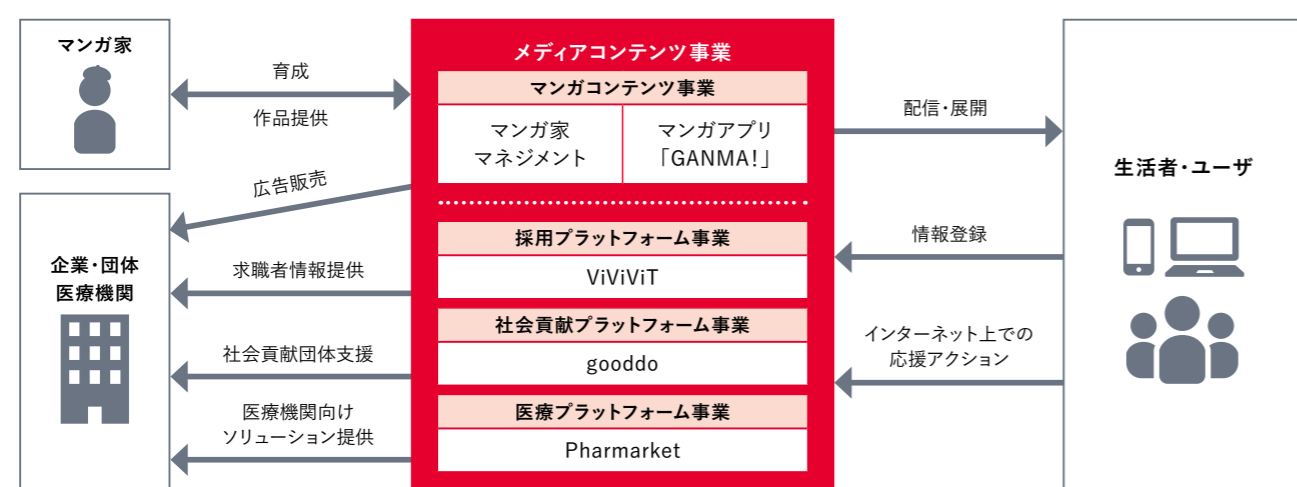 マンガ家
育成
作品提供
広告販売
企業・団体
医療機関
求職者情報提供
社会貢献団体支援
医療機関向け
ソリューション提供
メディアコンテンツ事業
マンガコンテンツ事業
マンガ家
マネジメント
マンガアプリ
「GANMA!」
採用プラットフォーム事業
ViViViT
社会貢献プラットフォーム事業
gooddo
医療プラットフォーム事業
Pharmarket
配信・展開
情報登録
インターネット上での
応援アクション
生活者・ユーザ